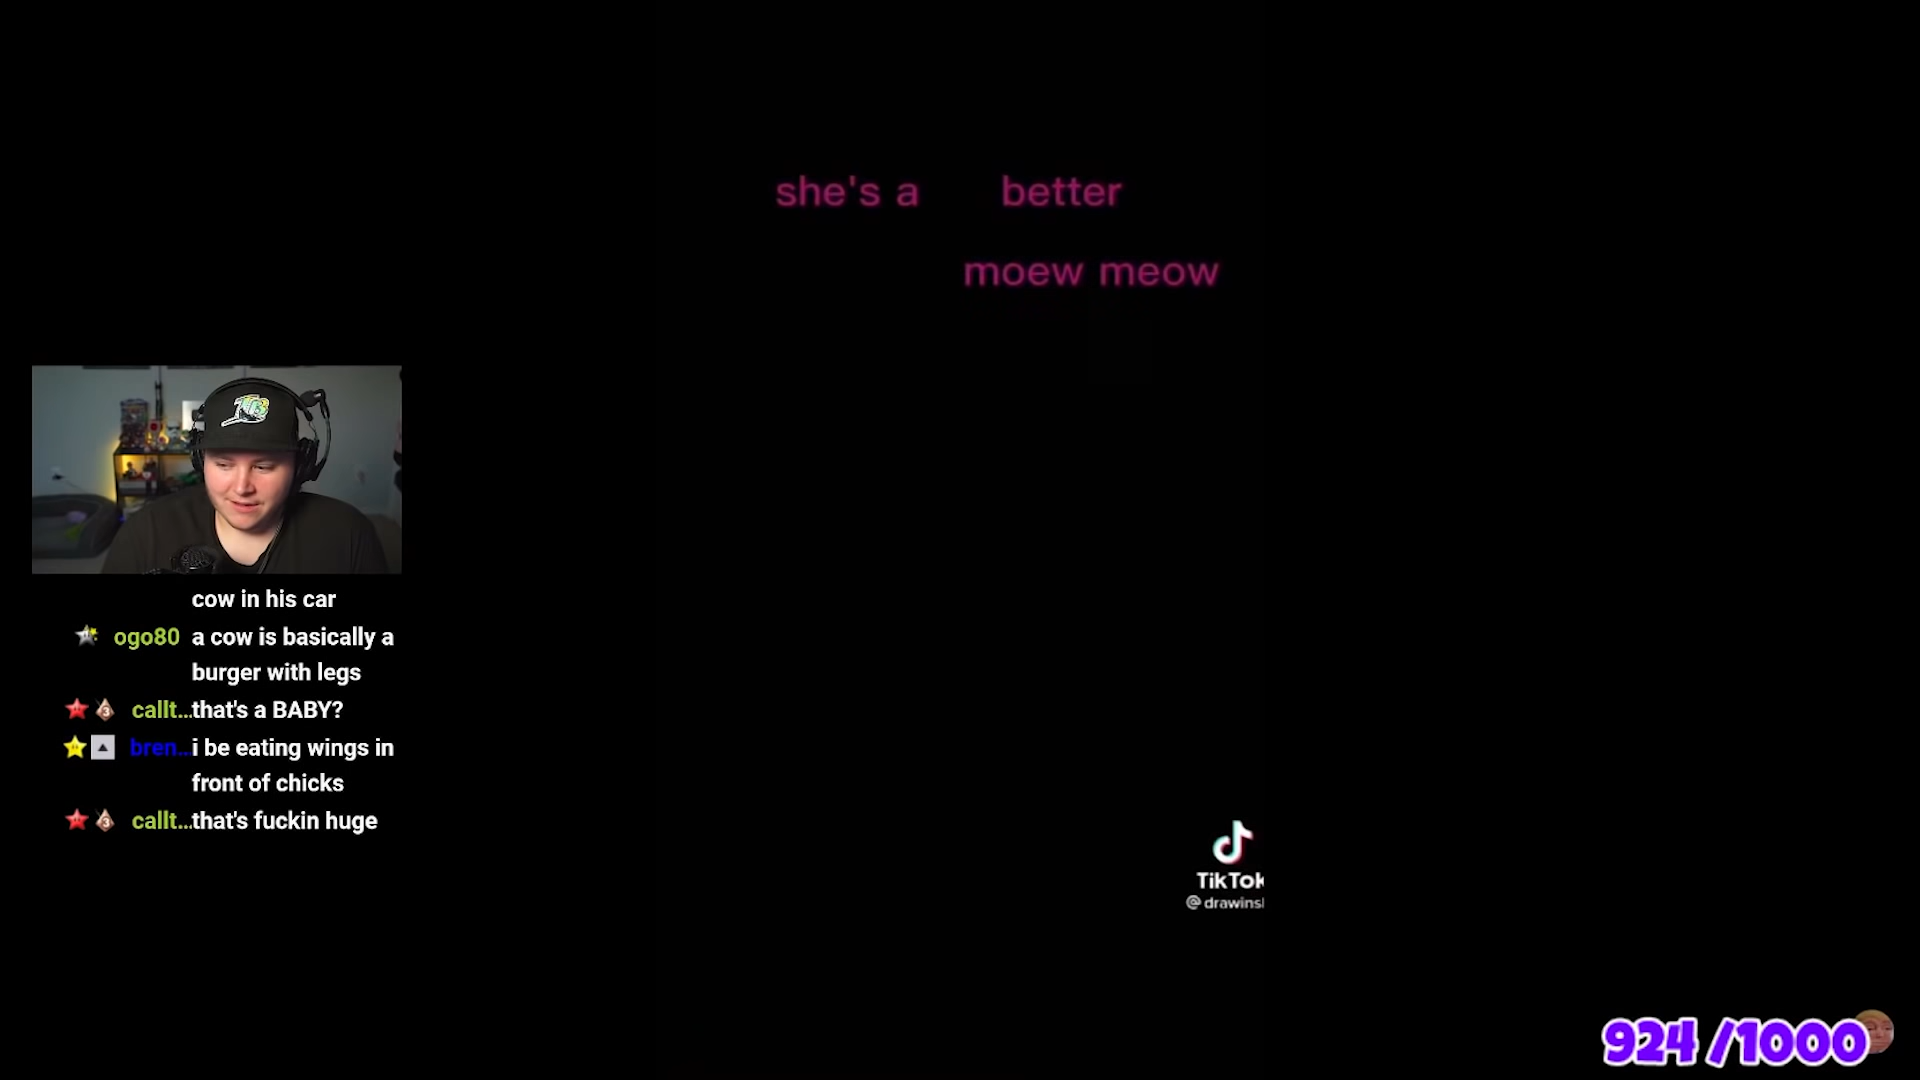 she's a better
moew meow
cow in his car
ogo80 a cow is basically a
burger with legs
callt... that's a BABY?
bren... i be eating wings in
front of chicks
callt... that's fuckin huge
TikTok
@drawins
924 /1000